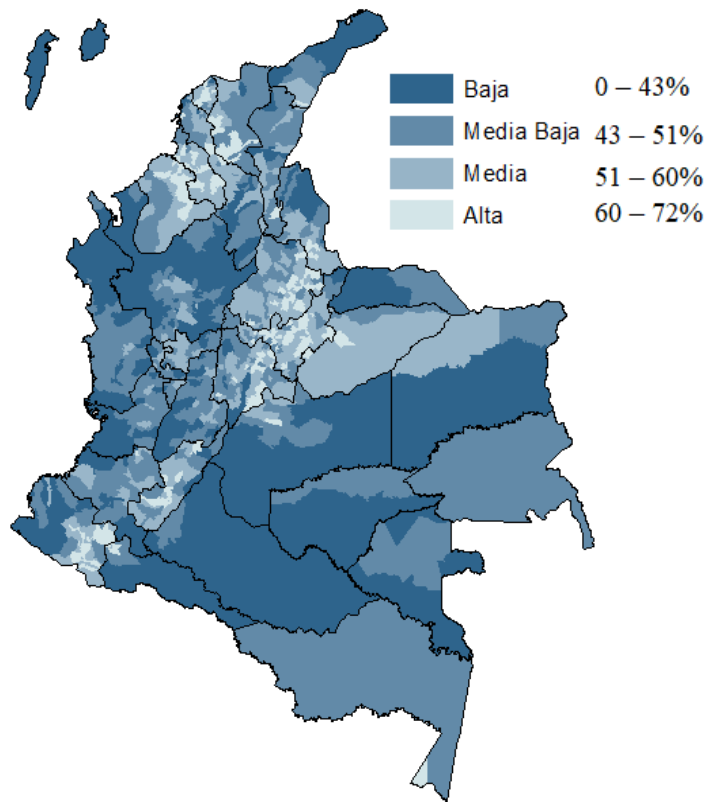 Baja 0 – 43%
Media Baja 43 – 51%
Media 51 – 60%
Alta 60 – 72%